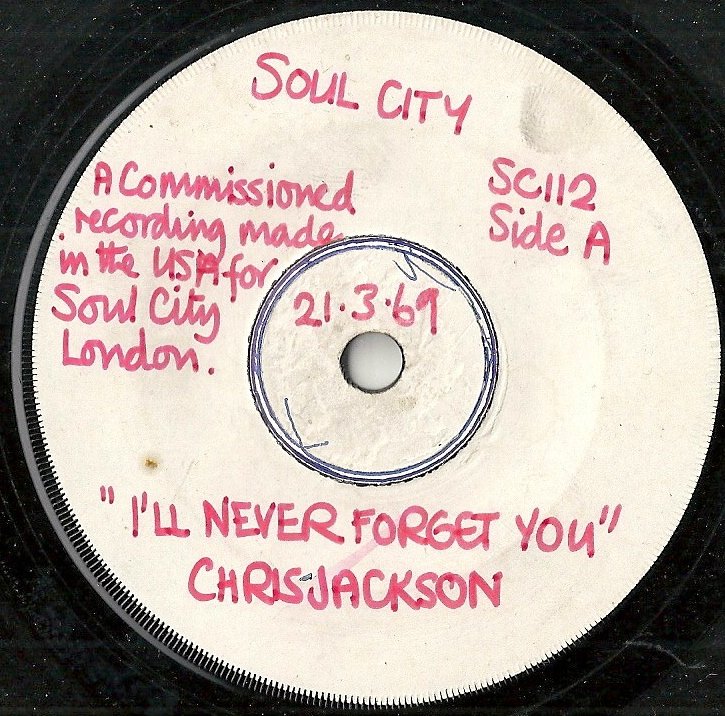 SOUL CITY
A Commissioned
recording made
in the USA for
Soul City
London.
SC112
Side A
21.3.69
"I'LL NEVER FORGET YOU"
CHRIS JACKSON